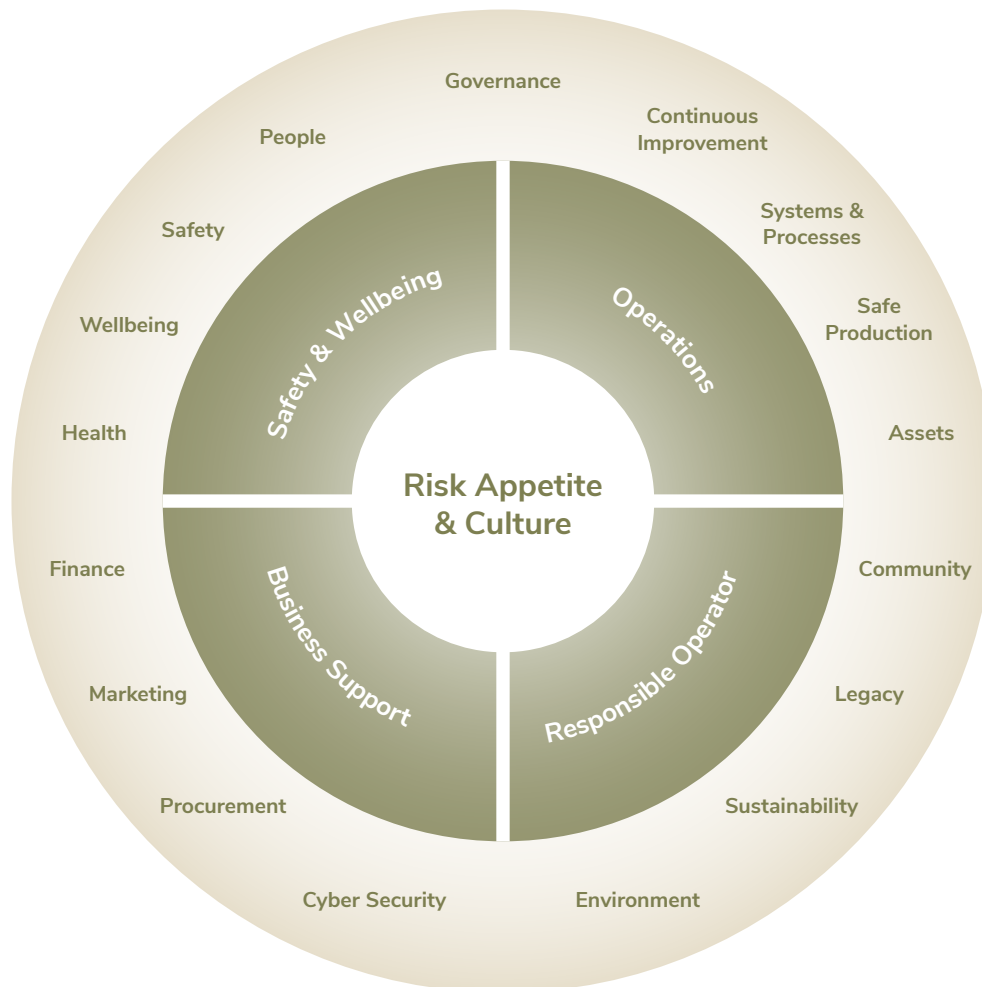 Governance
Continuous
Improvement
People
Systems &
Processes
Safety
Safe
Production
Wellbeing
Health
Assets
Safety & Wellbeing
Operations
Risk Appetite
& Culture
Business Support
Responsible Operator
Finance
Community
Marketing
Legacy
Procurement
Sustainability
Cyber Security
Environment